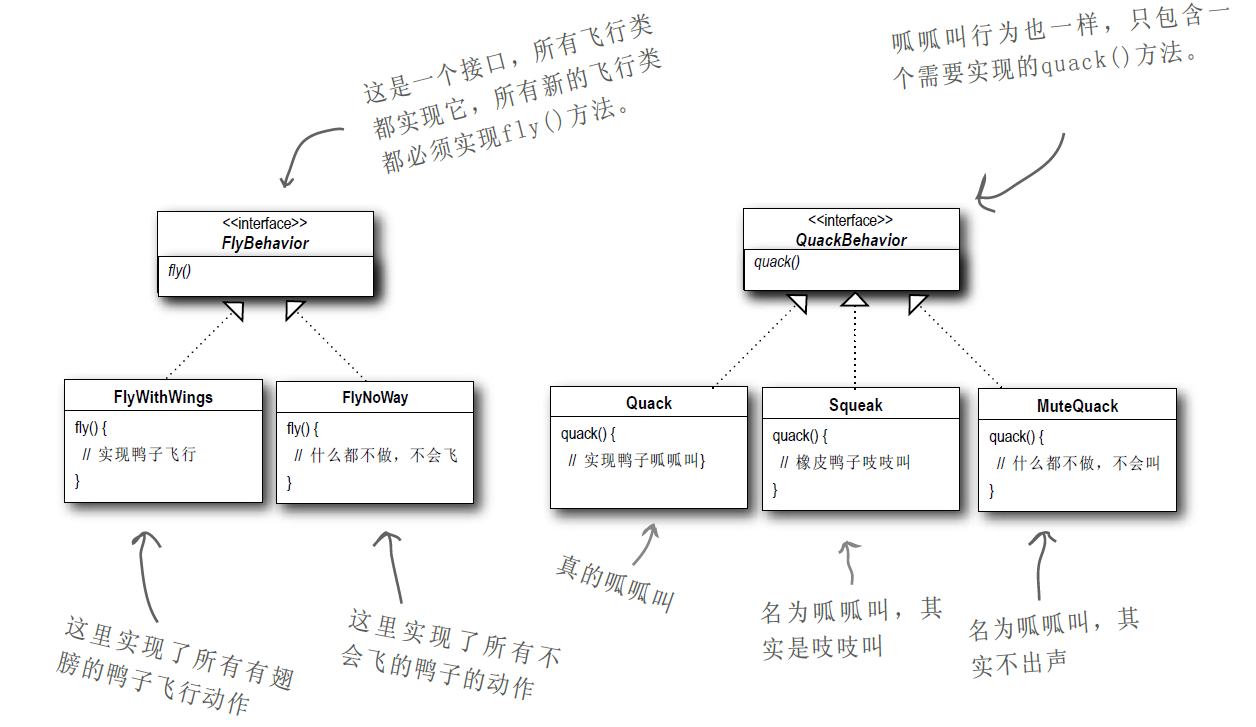 这是一个接口，所有飞行类
都实现它，所有新的飞行类
都必须实现fly()方法。
呱呱叫行为也一样，只包含一
个需要实现的quack()方法。
<<interface>>
FlyBehavior
fly()
<<interface>>
QuackBehavior
quack()
FlyWithWings
fly() {
// 实现鸭子飞行
}
FlyNoWay
fly() {
// 什么都不做，不会飞
}
Quack
quack() {
// 实现鸭子呱呱叫}
Squeak
quack() {
// 橡皮鸭子吱吱叫
}
MuteQuack
quack() {
// 什么都不做，不会叫
}
这里实现了所有有翅
膀的鸭子飞行动作
这里实现了所有不
会飞的鸭子的动作
真的呱呱叫
名为呱呱叫，其
实是吱吱叫
名为呱呱叫，其
实不出声